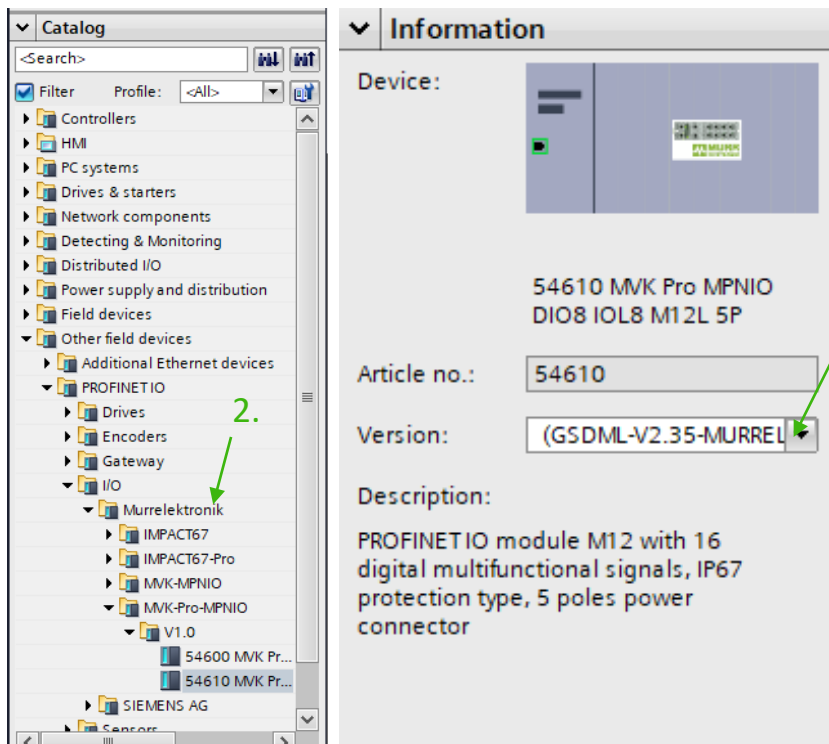 Catalog
<Search>
Filter Profile: <All>
Controllers
HMI
PC systems
Drives & starters
Network components
Detecting & Monitoring
Distributed I/O
Power supply and distribution
Field devices
Other field devices
Additional Ethernet devices
PROFINET IO
Drives
2.
Encoders
Gateway
I/O
Murrelektronik
IMPACT67
IMPACT67-Pro
MVK-MPNIO
MVK-Pro-MPNIO
V1.0
54600 MVK Pr...
54610 MVK Pr...
SIEMENS AG
Sensors
Information
Device:
54610 MVK Pro MPNIO
DIO8 IOL8 M12L 5P
Article no.: 54610
Version: (GSDML-V2.35-MURREL
Description:
PROFINET IO module M12 with 16
digital multifunctional signals, IP67
protection type, 5 poles power
connector